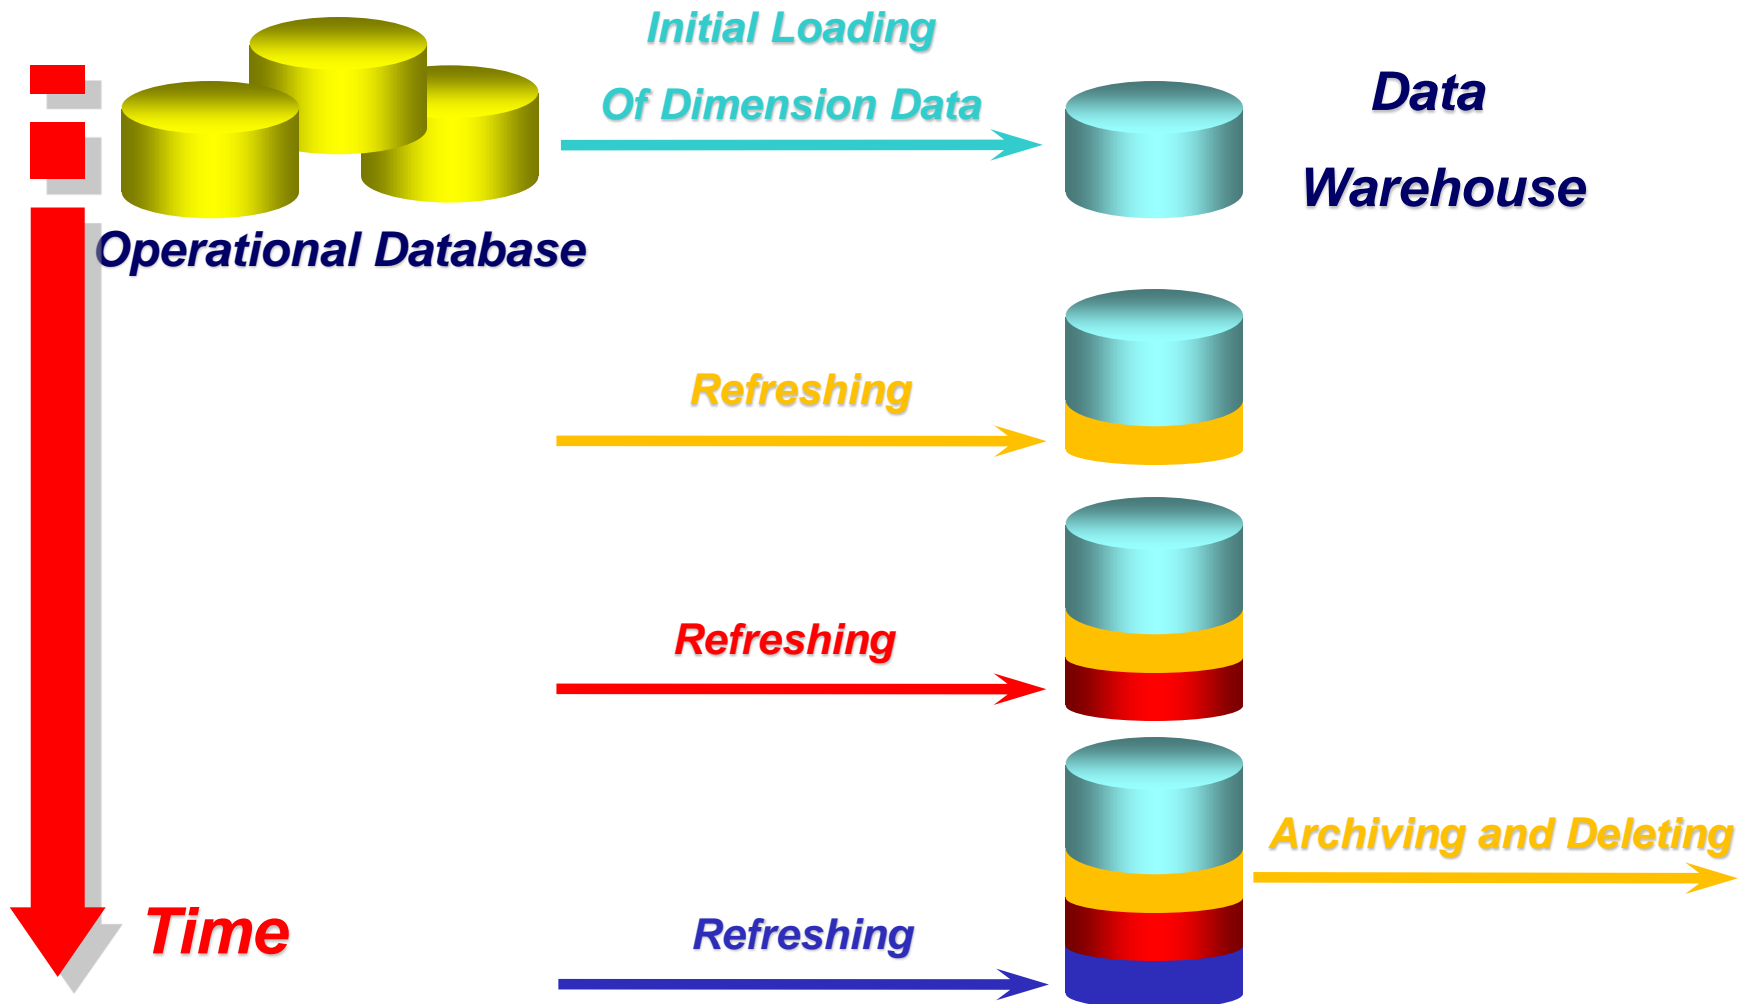 Initial Loading
Of Dimension Data
Data
Warehouse
Operational Database
Refreshing
Refreshing
Archiving and Deleting
Time
Refreshing